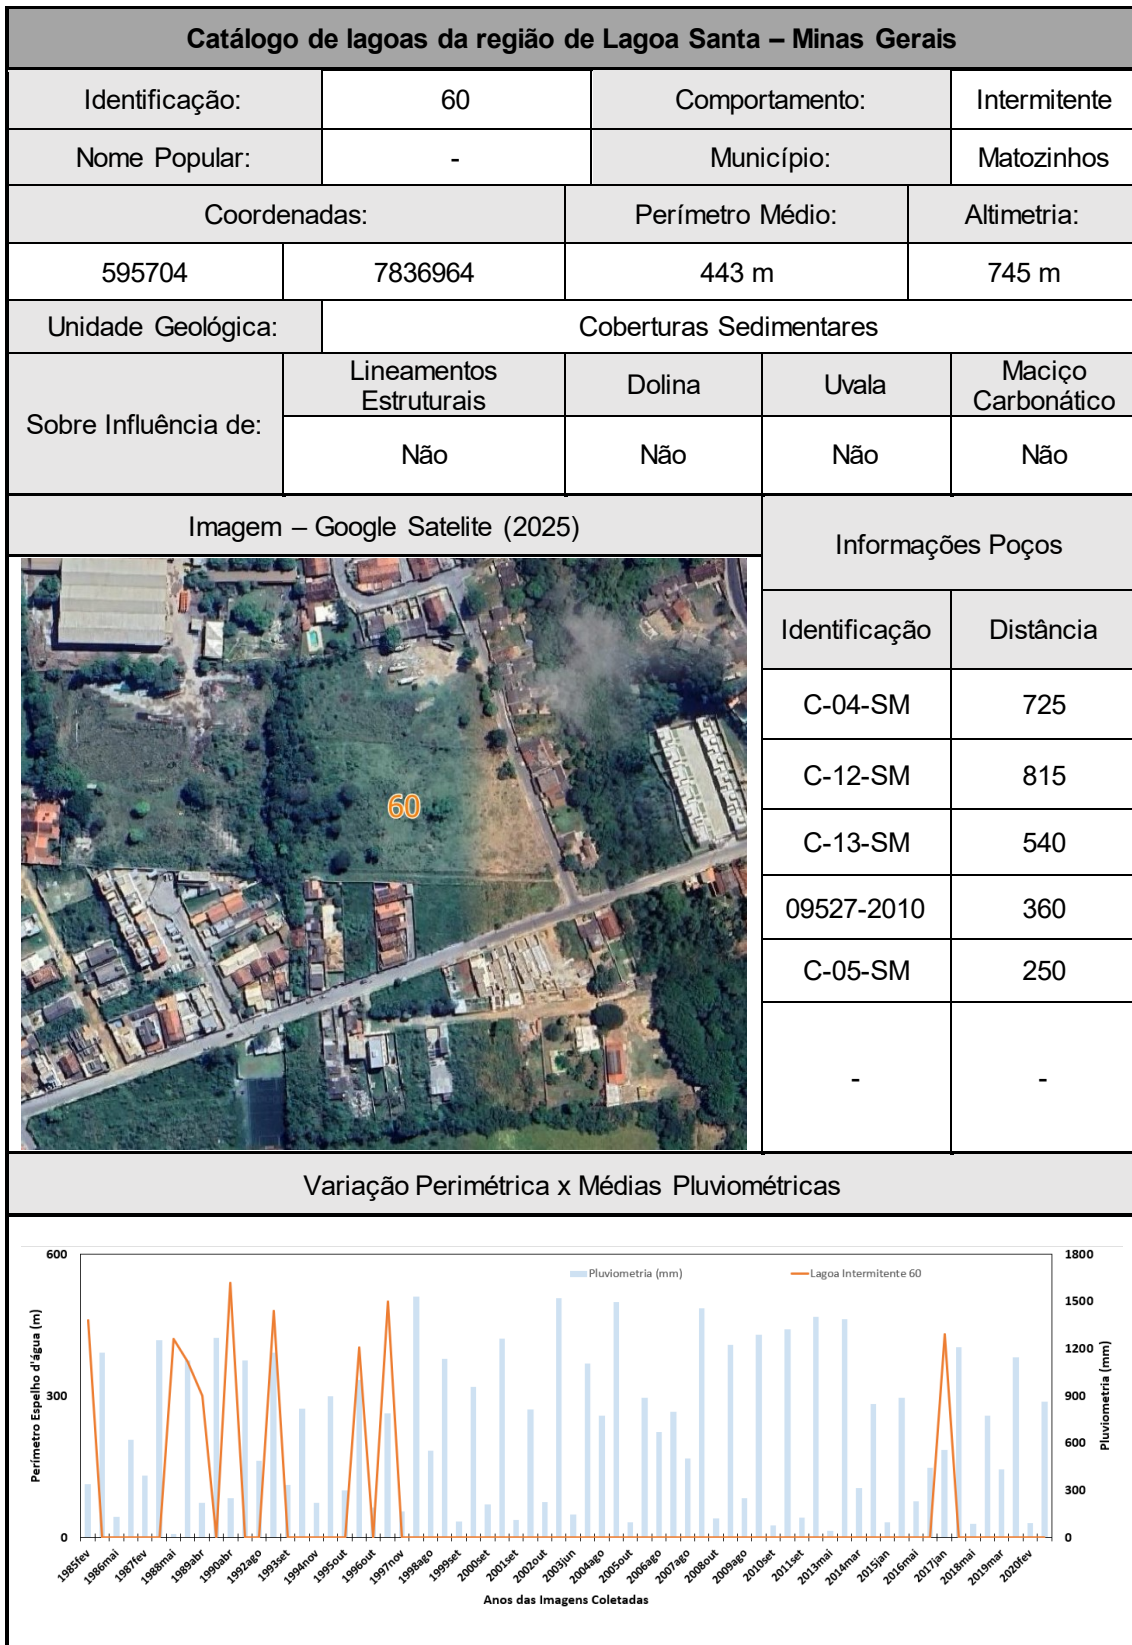 Catálogo de lagoas da região de Lagoa Santa – Minas Gerais
Identificação: 60 Comportamento: Intermitente
Nome Popular: - Município: Matozinhos
Coordenadas: Perímetro Médio: Altimetria:
595704 7836964 443 m 745 m
Unidade Geológica: Coberturas Sedimentares
Sobre Influência de:
Lineamentos
Estruturais
Dolina
Uvala
Maciço
Carbonático
Não Não Não Não
Imagem – Google Satelite (2025)
60
Informações Poços
Identificação Distância
C-04-SM 725
C-12-SM 815
C-13-SM 540
09527-2010 360
C-05-SM 250
- -
Variação Perimétrica x Médias Pluviométricas
Pluviometria (mm) Lagoa Intermitente 60
Perímetro Espelho d'água (m)
600
300
0
1800
1500
1200
900
600
300
0
Pluviometria (mm)
1985fev 1986mai 1987fev 1988mai 1989abr 1990abr 1992ago 1993set 1994nov 1995out 1996out 1997nov 1998ago 1999set 2000set 2001set 2002out 2003jun 2004ago 2005out 2006ago 2007ago 2008out 2009ago 2010set 2011set 2013mai 2014mar 2015jan 2016mai 2017jan 2018mai 2019mar 2020fev
Anos das Imagens Coletadas